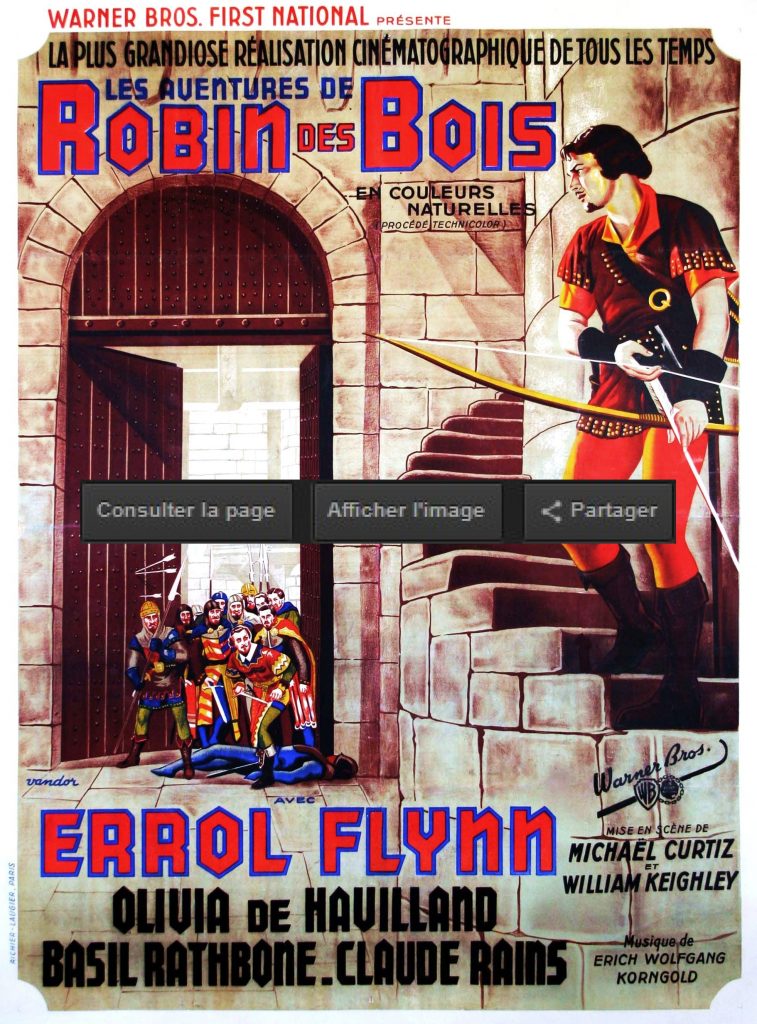 WARNER BROS. FIRST NATIONAL PRÉSENTE
LA PLUS GRANDIOSE RÉALISATION CINÉMATOGRAPHIQUE DE TOUS LES TEMPS
LES AVENTURES DE
ROBIN DES BOIS
EN COULEURS
NATURELLES
(PROCÉDÉ TECHNICOLOR)
Consulter la page
Afficher l'image
Partager
vandor
Warner Bros.
WB
AVEC
ERROL FLYNN
OLIVIA DE HAVILLAND
BASIL RATHBONE_CLAUDE RAINS
MISE EN SCÈNE DE
MICHAËL CURTIZ
ET
WILLIAM KEIGHLEY
Musique de
ERICH WOLFGANG
KORNGOLD
RICHIER-LAUGIER, PARIS